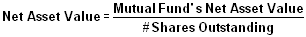 Net Asset Value = Mutual Fund's Net Asset Value
# Shares Outstanding